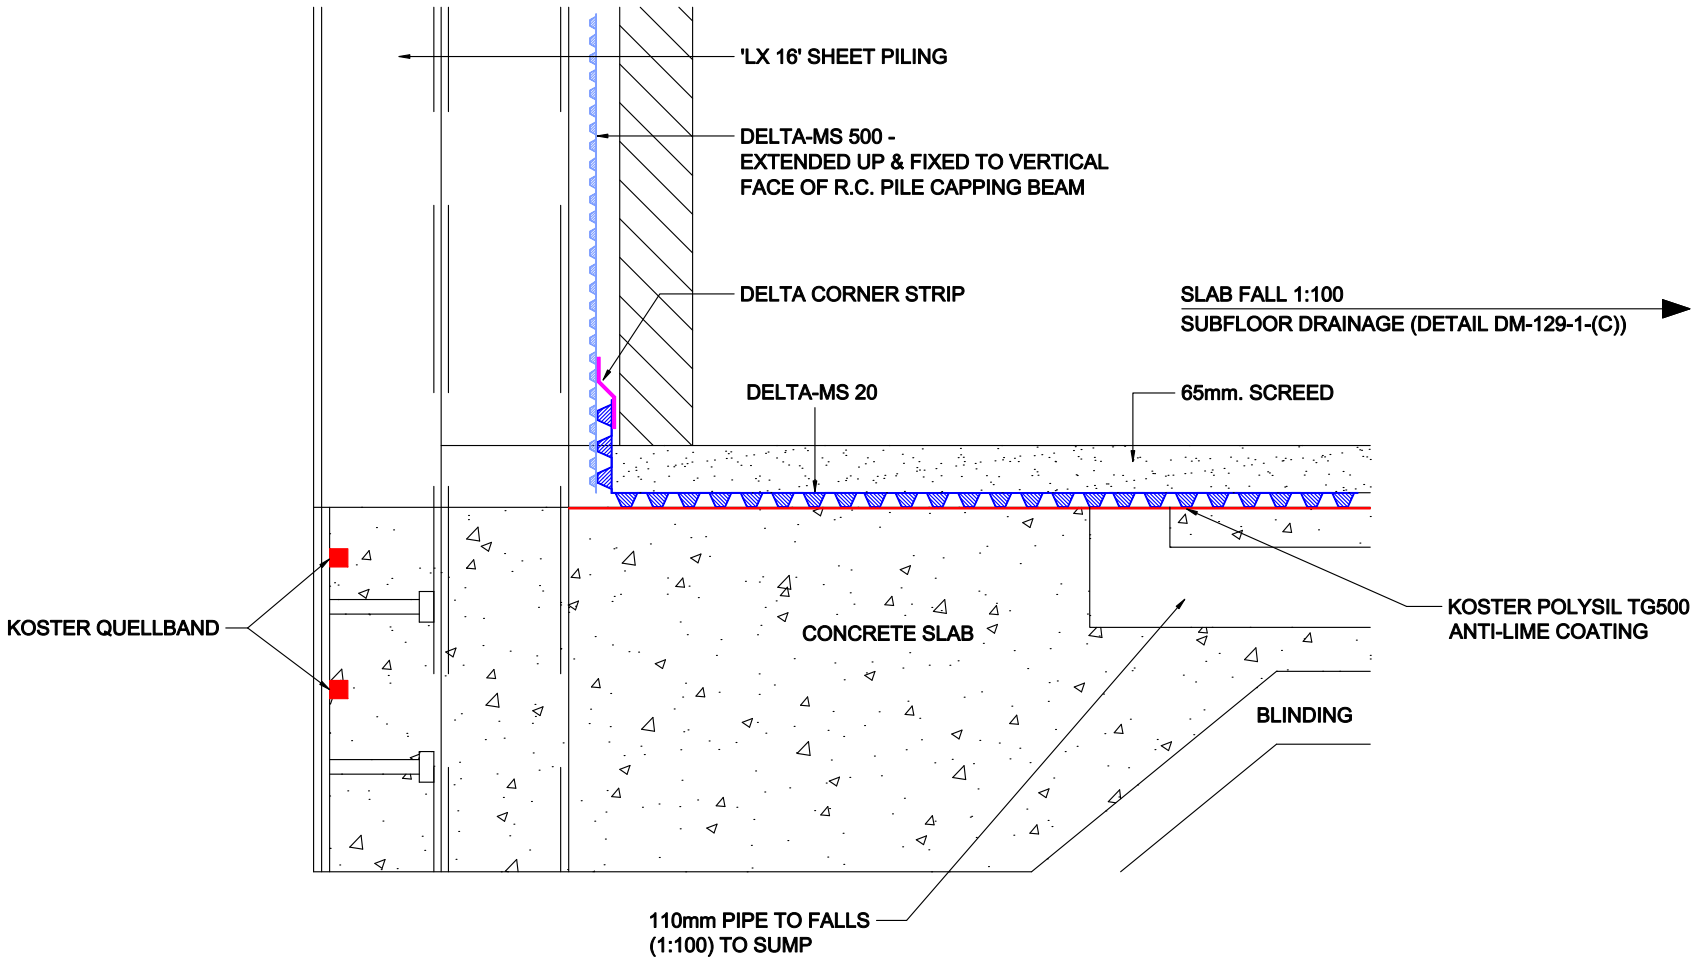 'LX 16' SHEET PILING
DELTA-MS 500 -
EXTENDED UP & FIXED TO VERTICAL
FACE OF R.C. PILE CAPPING BEAM
DELTA CORNER STRIP
SLAB FALL 1:100
SUBFLOOR DRAINAGE (DETAIL DM-129-1-(C))
DELTA-MS 20
65mm. SCREED
KOSTER QUELLBAND
CONCRETE SLAB
KOSTER POLYSIL TG500
ANTI-LIME COATING
BLINDING
110mm PIPE TO FALLS
(1:100) TO SUMP